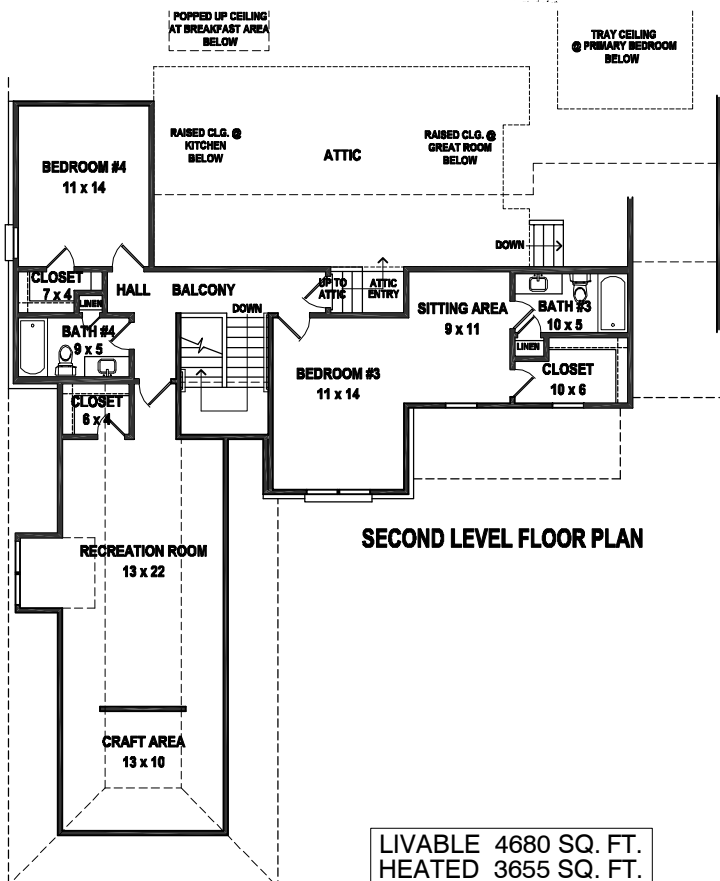 POPPED UP CEILING
AT BREAKFAST AREA
BELOW
TRAY CEILING
@ PRIMARY BEDROOM
BELOW
RAISED CLG. @
KITCHEN
BELOW
ATTIC
RAISED CLG. @
GREAT ROOM
BELOW
BEDROOM #4
11 x 14
DOWN
CLOSET
7 x 4
LINEN
HALL
BALCONY
UP TO
ATTIC
ATTIC
ENTRY
DOWN
SITTING AREA
9 x 11
BATH #3
10 x 5
LINEN
BATH #4
9 x 5
BEDROOM #3
11 x 14
CLOSET
10 x 6
CLOSET
6 x 4
SECOND LEVEL FLOOR PLAN
RECREATION ROOM
13 x 22
CRAFT AREA
13 x 10
LIVABLE 4680 SQ. FT.
HEATED 3655 SQ. FT.